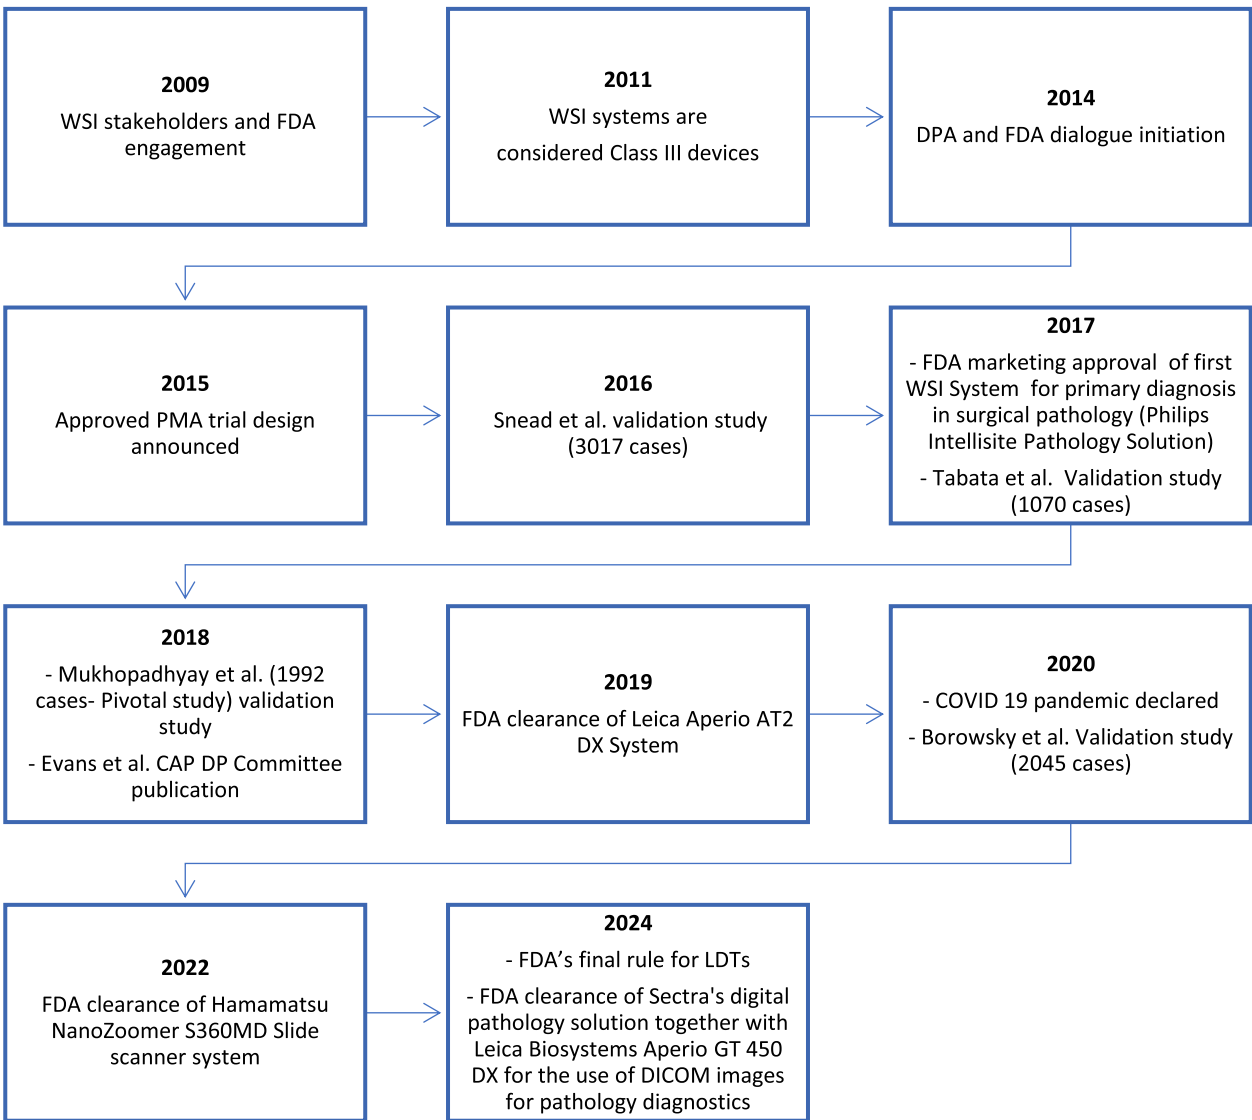 2009
WSI stakeholders and FDA
engagement
2011
WSI systems are
considered Class III devices
2014
DPA and FDA dialogue initiation
2015
Approved PMA trial design
announced
2016
Snead et al. validation study
(3017 cases)
2017
- FDA marketing approval of first
WSI System for primary diagnosis
in surgical pathology (Philips
Intellisite Pathology Solution)
- Tabata et al. Validation study
(1070 cases)
2018
- Mukhopadhyay et al. (1992
cases- Pivotal study) validation
study
- Evans et al. CAP DP Committee
publication
2019
FDA clearance of Leica Aperio AT2
DX System
2020
- COVID 19 pandemic declared
- Borowsky et al. Validation study
(2045 cases)
2022
FDA clearance of Hamamatsu
NanoZoomer S360MD Slide
scanner system
2024
- FDA’s final rule for LDTs
- FDA clearance of Sectra's digital
pathology solution together with
Leica Biosystems Aperio GT 450
DX for the use of DICOM images
for pathology diagnostics